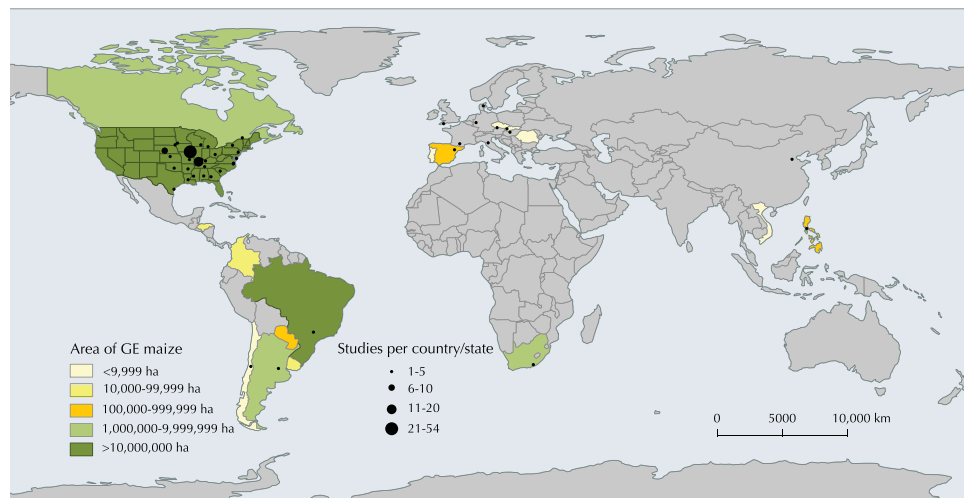 Area of GE maize
<9,999 ha
10,000-99,999 ha
100,000-999,999 ha
1,000,000-9,999,999 ha
>10,000,000 ha
Studies per country/state
1-5
6-10
11-20
21-54
0 5000 10,000 km